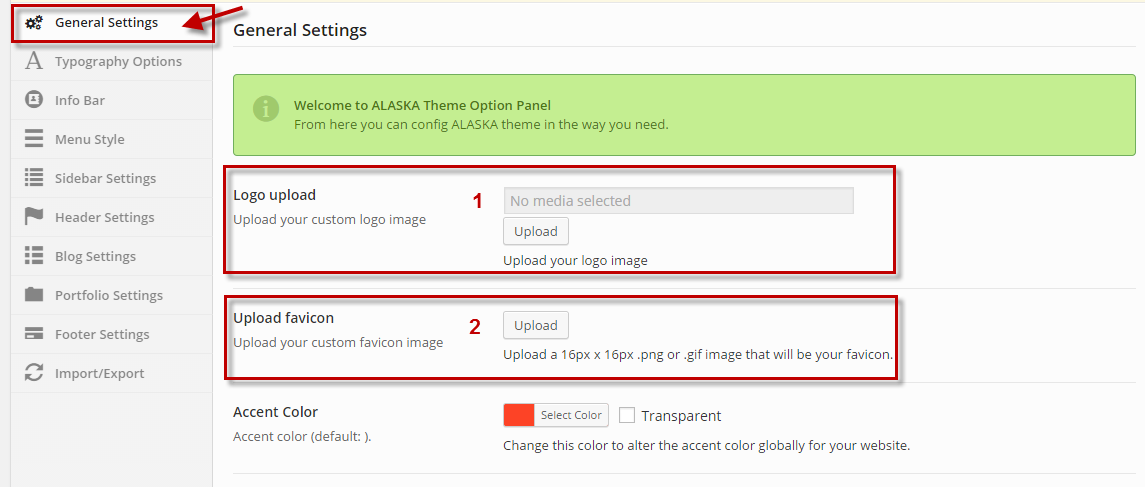 General Settings
Typography Options
Info Bar
Menu Style
Sidebar Settings
Header Settings
Blog Settings
Portfolio Settings
Footer Settings
Import/Export
General Settings
Welcome to ALASKA Theme Option Panel
From here you can config ALASKA theme in the way you need.
Logo upload
Upload your custom logo image
1
No media selected
Upload
Upload your logo image
Upload favicon
Upload your custom favicon image
2
Upload
Upload a 16px x 16px .png or .gif image that will be your favicon.
Accent Color
Accent color (default: ).
Select Color
Transparent
Change this color to alter the accent color globally for your website.